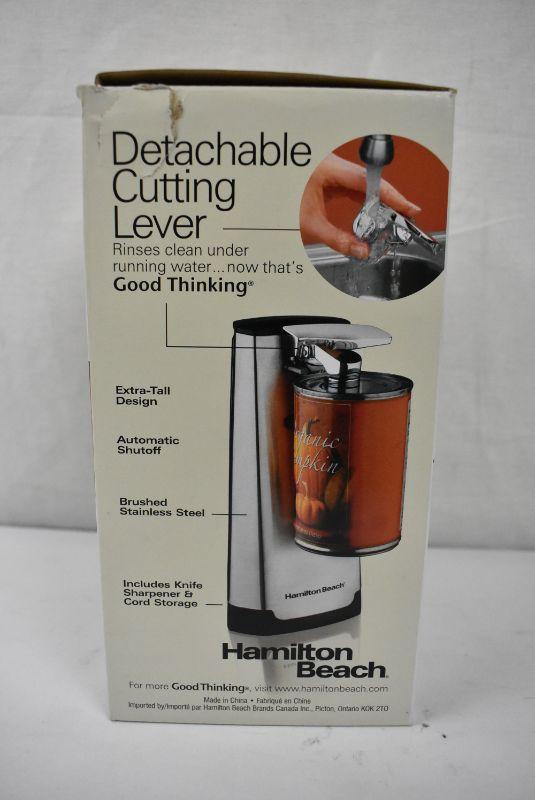 Detachable
Cutting
Lever
Rinses clean under
running water...now that's
Good Thinking®
Extra-Tall
Design
Automatic
Shutoff
Brushed
Stainless Steel
Includes Knife
Sharpener &
Cord Storage
Hamilton Beach
Hamilton
Beach®
For more Good Thinking®, visit www.hamiltonbeach.com
Made in China • Fabriqué en Chine
Imported by/Importé par Hamilton Beach Brands Canada Inc., Picton, Ontario K0K 2T0